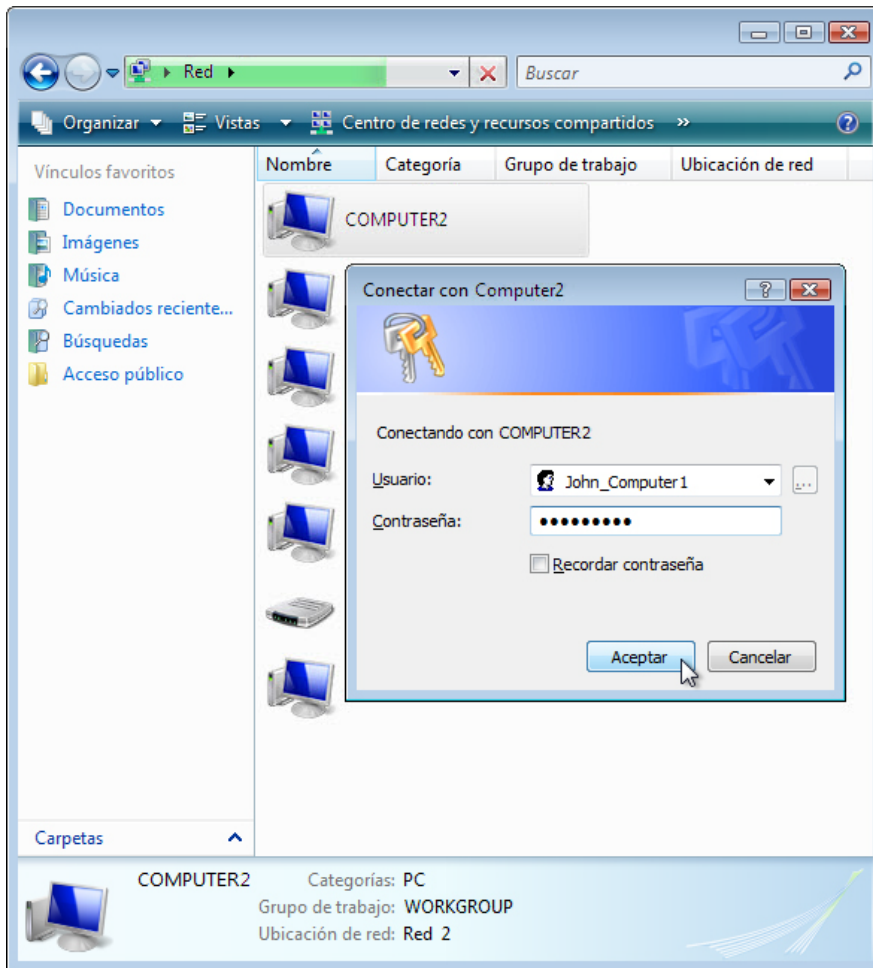 Red
Buscar
Organizar Vistas Centro de redes y recursos compartidos »
Vínculos favoritos
Nombre Categoría Grupo de trabajo Ubicación de red
Documentos
Imágenes
Música
Cambiados reciente...
Búsquedas
Acceso público
COMPUTER2
Conectar con Computer2
Conectando con COMPUTER2
Usuario: John_Computer1
...
Contraseña: •••••••••
Recordar contraseña
Aceptar Cancelar
Carpetas
COMPUTER2 Categorías: PC
Grupo de trabajo: WORKGROUP
Ubicación de red: Red 2